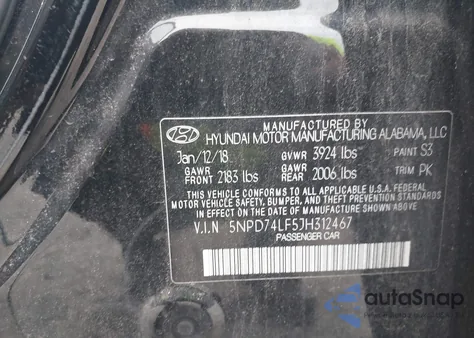 MANUFACTURED BY
HYUNDAI MOTOR MANUFACTURING ALABAMA, LLC
Jan/12/18 GVWR 3924 lbs PAINT S3
GAWR FRONT 2183 lbs GAWR REAR 2006 lbs TRIM PK
THIS VEHICLE CONFORMS TO ALL APPLICABLE U.S.A. FEDERAL
MOTOR VEHICLE SAFETY, BUMPER, AND THEFT PREVENTION STANDARDS
IN EFFECT ON THE DATE OF MANUFACTURE SHOWN ABOVE.
V.I.N 5NPD74LF5JH312467
PASSENGER CAR
autoSnap